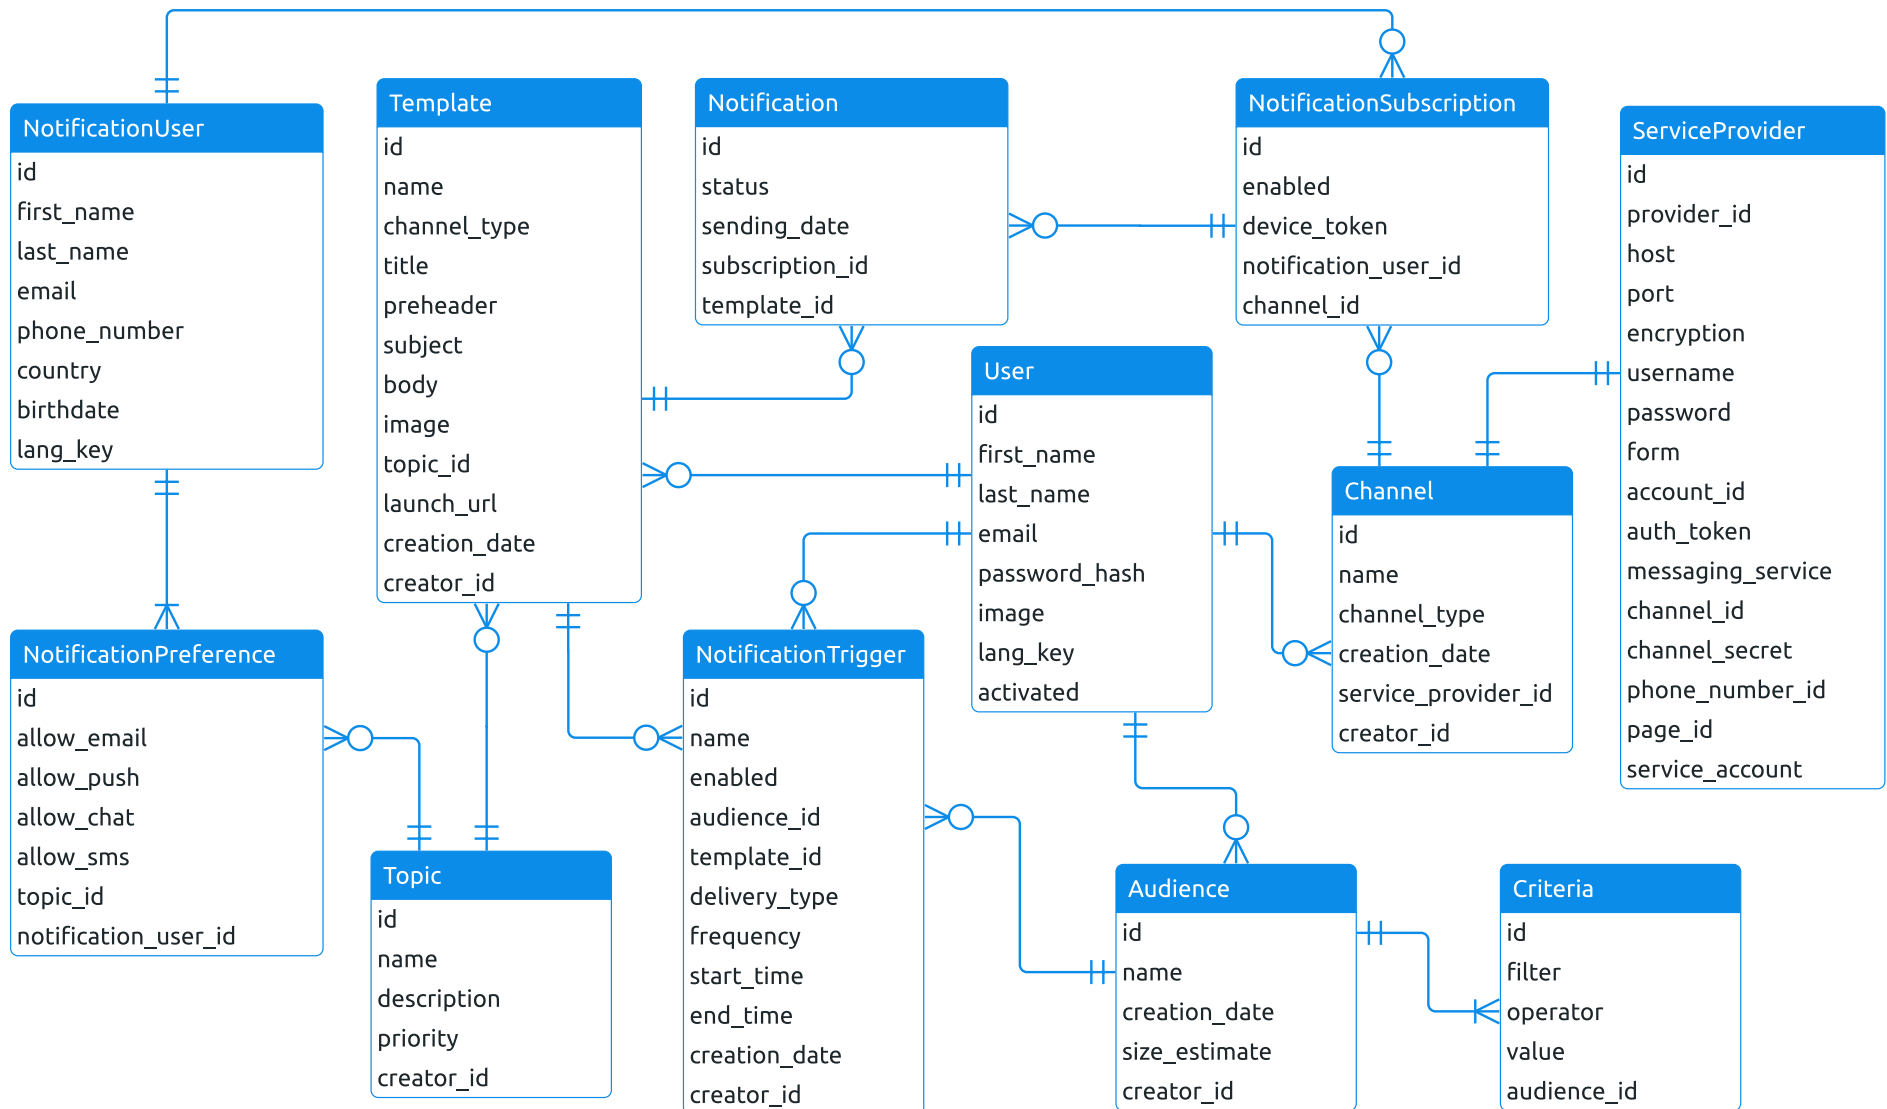 NotificationUser
id
first_name
last_name
email
phone_number
country
birthdate
lang_key
Template
id
name
channel_type
title
preheader
subject
body
image
topic_id
launch_url
creation_date
creator_id
Notification
id
status
sending_date
subscription_id
template_id
NotificationSubscription
id
enabled
device_token
notification_user_id
channel_id
ServiceProvider
id
provider_id
host
port
encryption
username
password
form
account_id
auth_token
messaging_service
channel_id
channel_secret
phone_number_id
page_id
service_account
User
id
first_name
last_name
email
password_hash
image
lang_key
activated
Channel
id
name
channel_type
creation_date
service_provider_id
creator_id
NotificationPreference
id
allow_email
allow_push
allow_chat
allow_sms
topic_id
notification_user_id
Topic
id
name
description
priority
creator_id
NotificationTrigger
id
name
enabled
audience_id
template_id
delivery_type
frequency
start_time
end_time
creation_date
creator_id
Audience
id
name
creation_date
size_estimate
creator_id
Criteria
id
filter
operator
value
audience_id